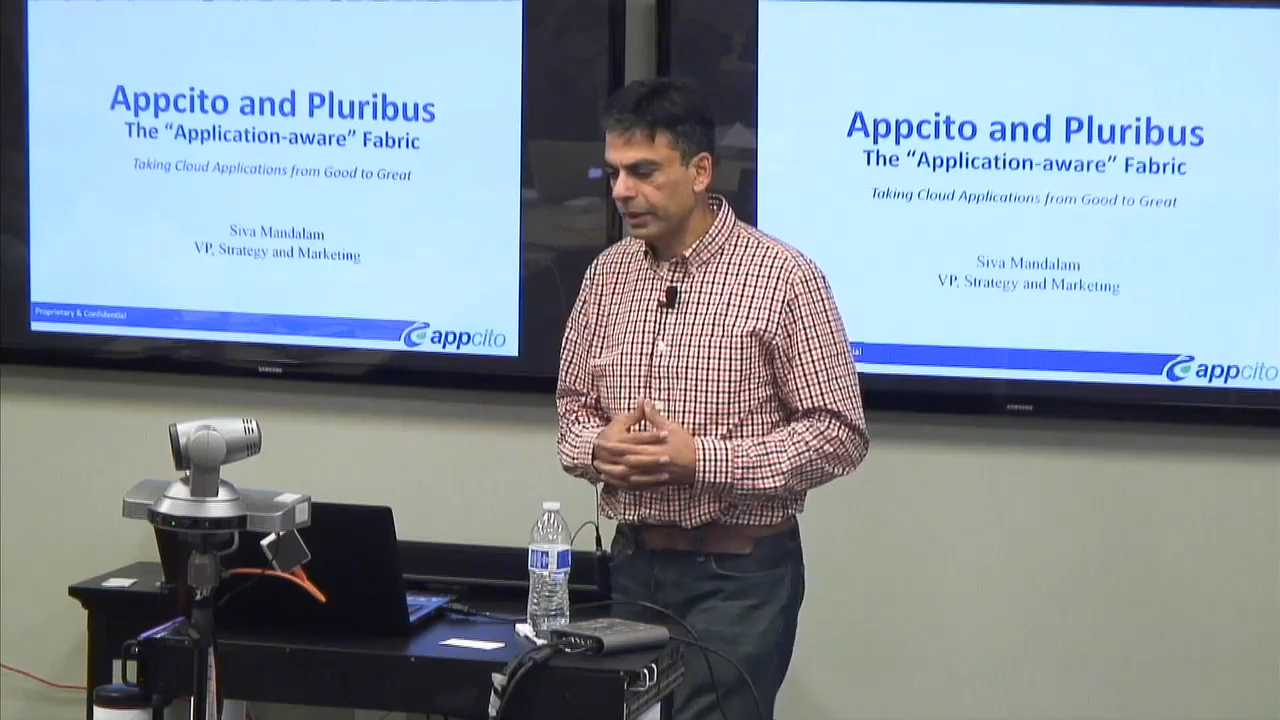 Appcito and Pluribus
The “Application-aware” Fabric
Taking Cloud Applications from Good to Great
Siva Mandalam
VP, Strategy and Marketing
Proprietary & Confidential
appcito
SAMSUNG
Appcito and Pluribus
The “Application-aware” Fabric
Taking Cloud Applications from Good to Great
Siva Mandalam
VP, Strategy and Marketing
appcito
SAMSUNG